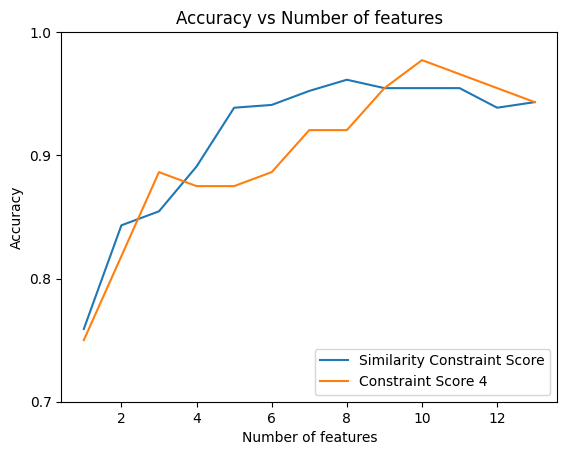 Accuracy vs Number of features
Accuracy
1.0
0.9
0.8
0.7
2 4 6 8 10 12
Number of features
Similarity Constraint Score
Constraint Score 4